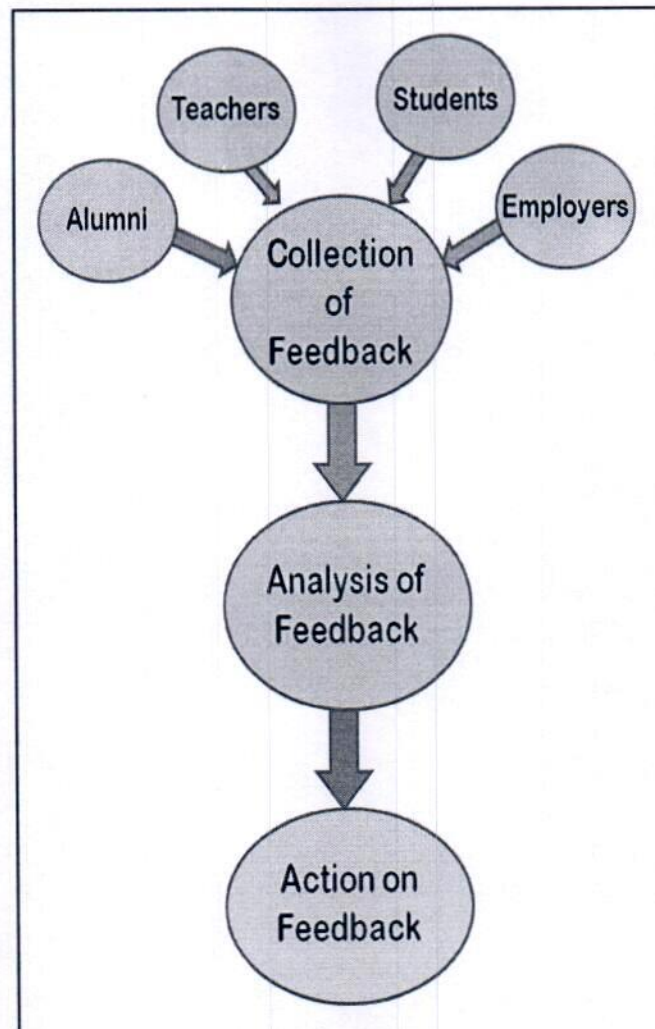 Teachers
Students
Alumni
Employers
Collection
of
Feedback
Analysis of
Feedback
Action on
Feedback